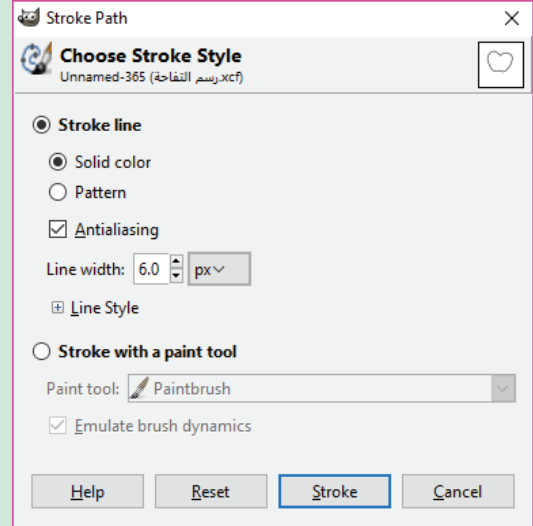 Stroke Path
Choose Stroke Style
Unnamed-365 (رسم التفاحة.xcf)
Stroke line
Solid color
Pattern
Antialiasing
Line width: 6.0 px
Line Style
Stroke with a paint tool
Paint tool: Paintbrush
Emulate brush dynamics
Help Reset Stroke Cancel